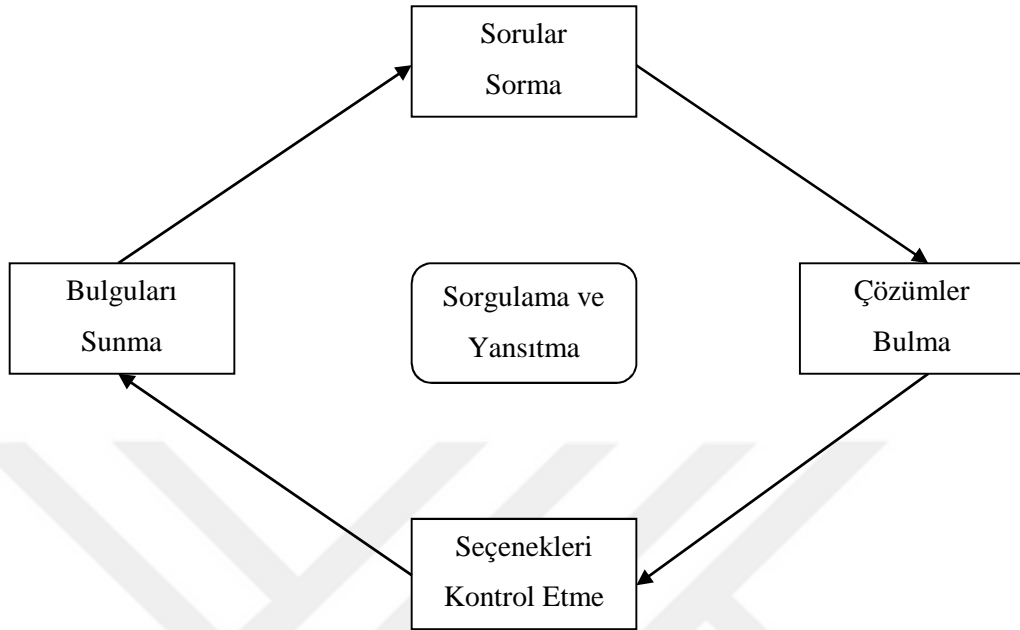 Sorular
Sorma
Bulguları
Sunma
Sorgulama ve
Yansıtma
Çözümler
Bulma
Seçenekleri
Kontrol Etme